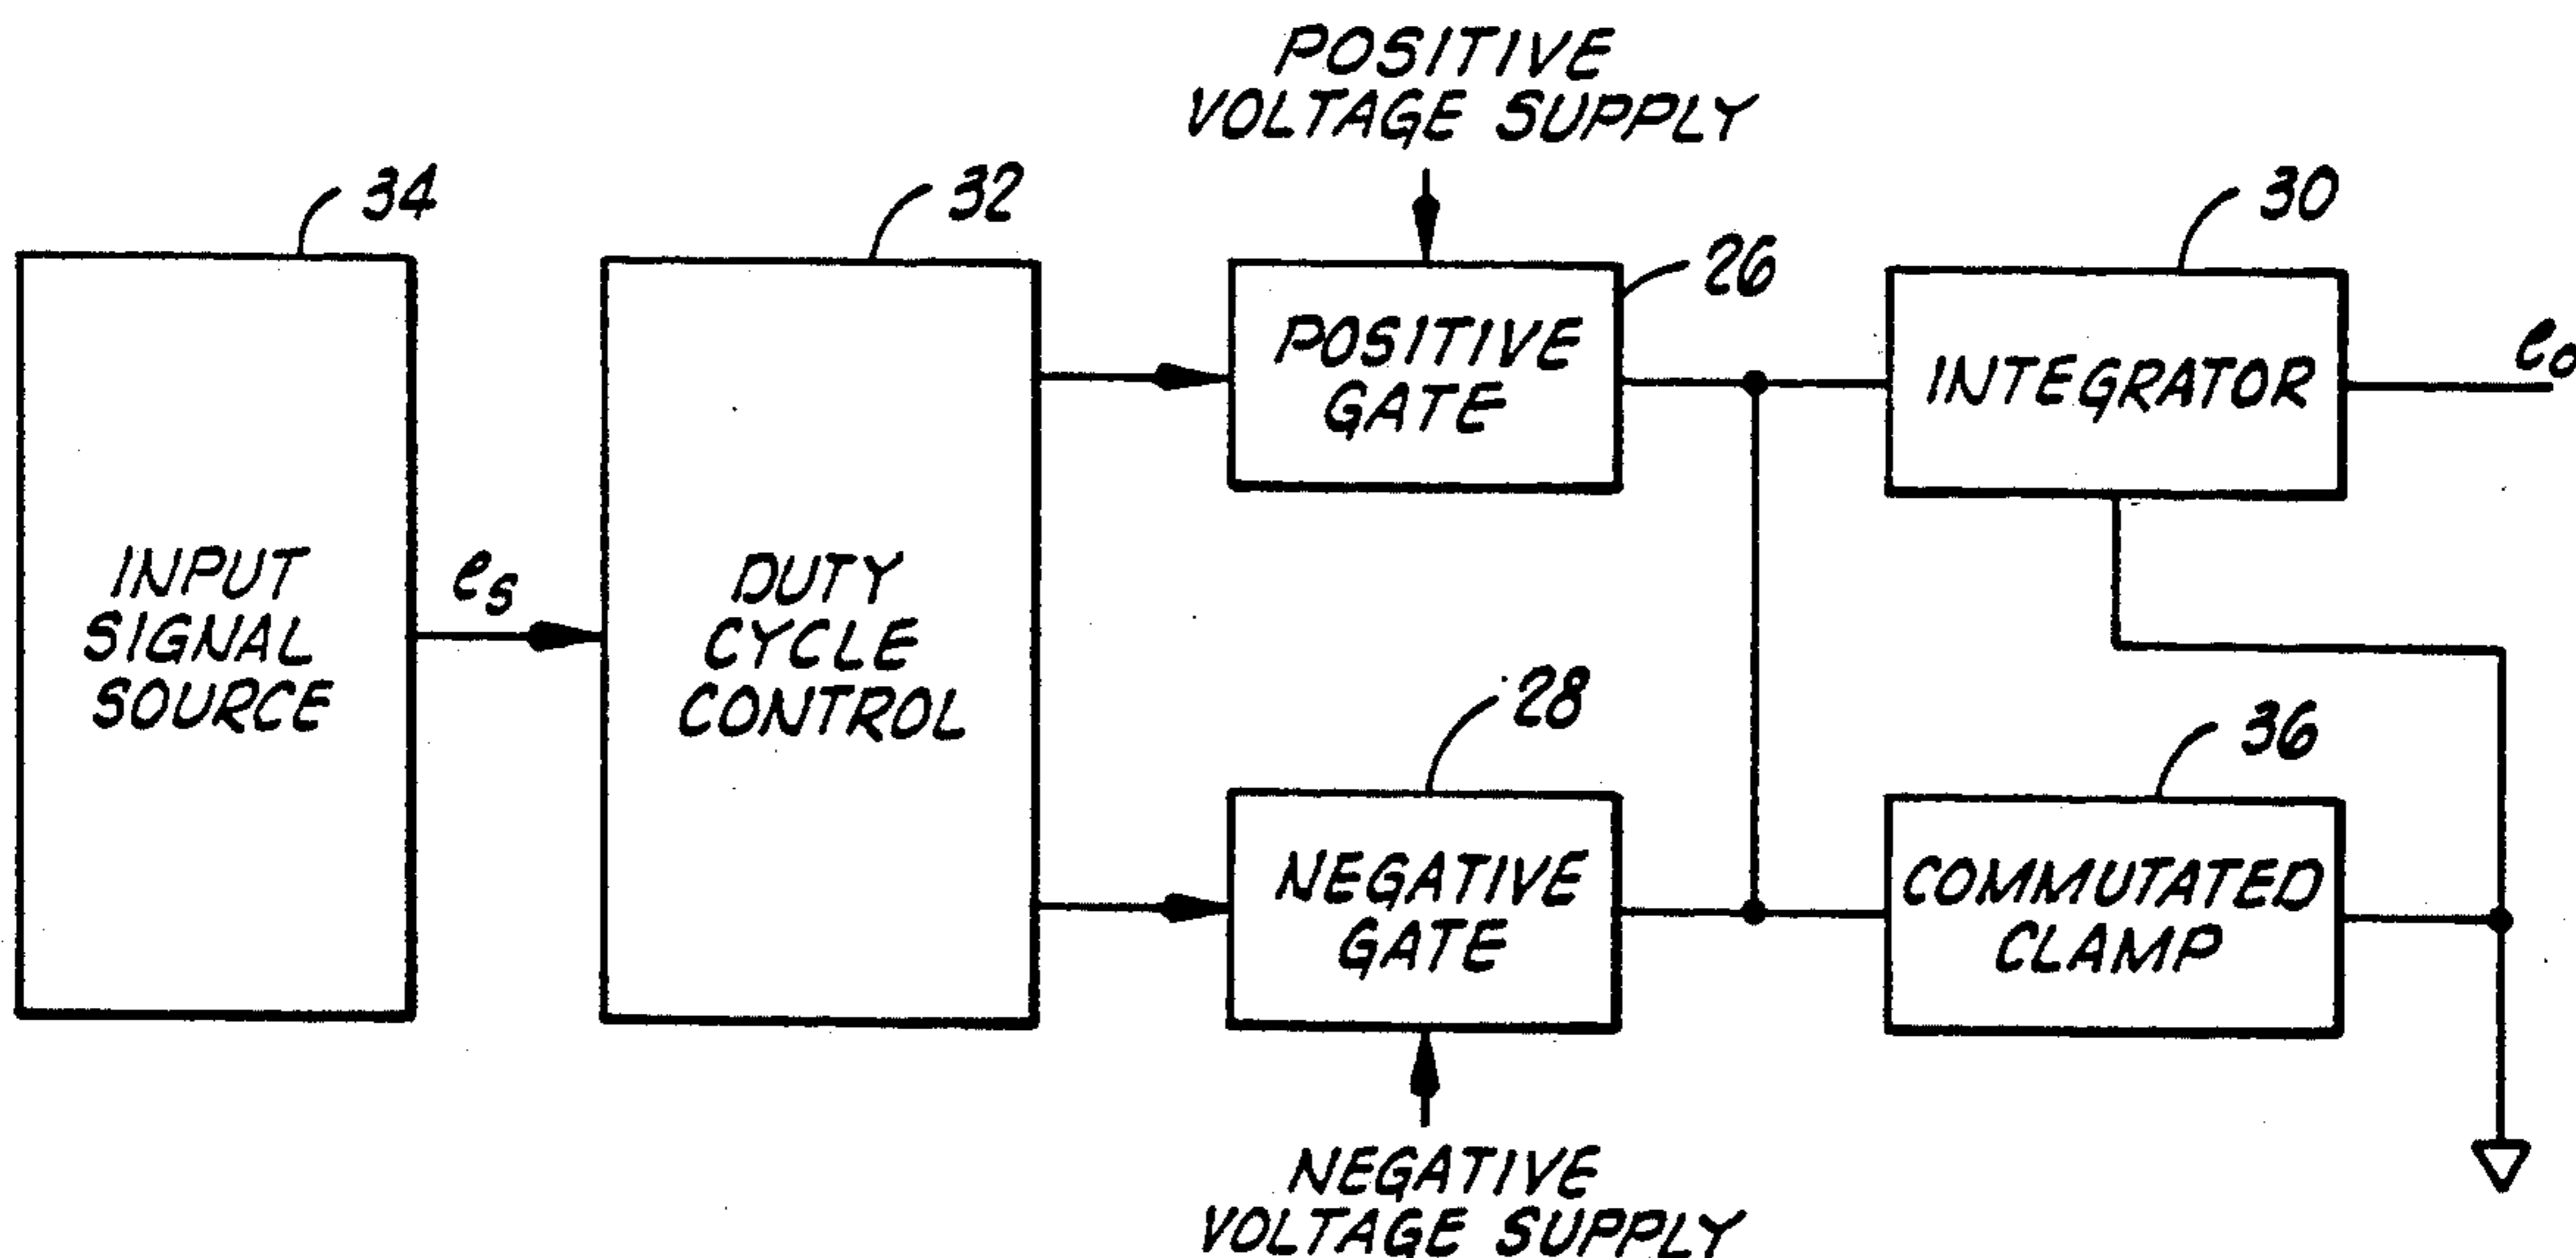 POSITIVE
VOLTAGE SUPPLY
34
32
26
30
INPUT
SIGNAL
SOURCE
es
DUTY
CYCLE
CONTROL
POSITIVE
GATE
INTEGRATOR
eo
28
36
NEGATIVE
GATE
COMMUTATED
CLAMP
NEGATIVE
VOLTAGE SUPPLY